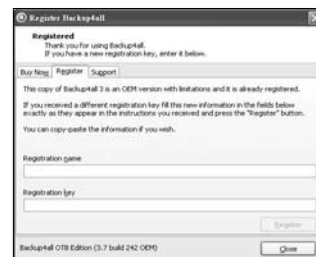 Register Backup4all
Registered
Thank you for using Backup4all.
If you have a new registration key, enter it below.
Buy Now Register Support
This copy of Backup4all 3 is an OEM version with limitations and it is already registered.
If you received a different registration key fill this new information in the fields below
exactly as they appear in the instructions you received and press the "Register" button.
You can copy-paste the information if you wish.
Registration name
Registration key
Register
Backup4all OTB Edition (3.7 build 242 OEM)
Close